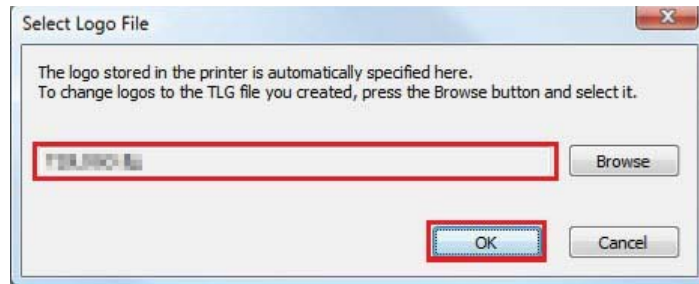 Select Logo File
The logo stored in the printer is automatically specified here.
To change logos to the TLG file you created, press the Browse button and select it.
Browse
OK
Cancel